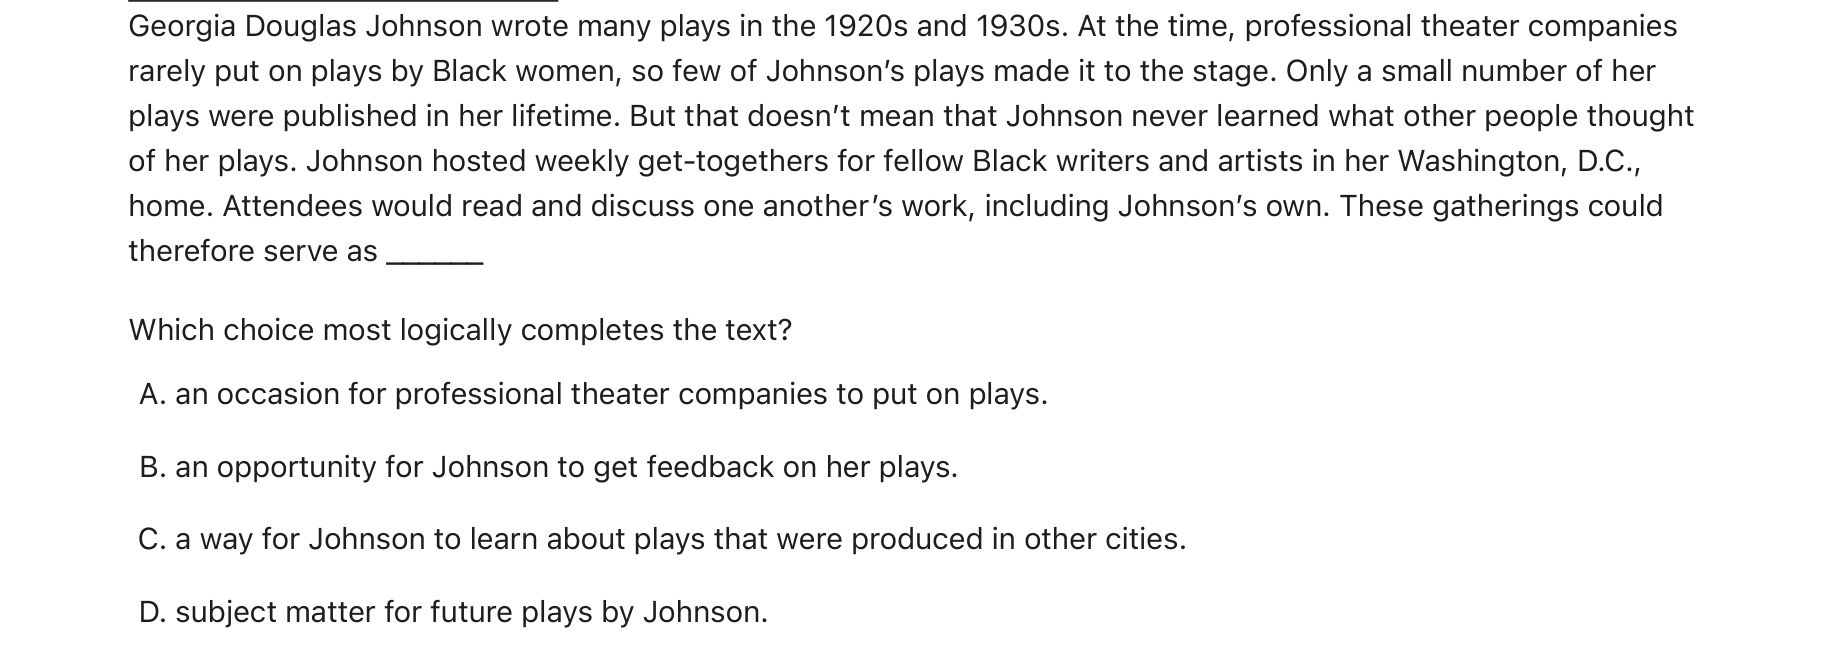 Georgia Douglas Johnson wrote many plays in the 1920s and 1930s. At the time, professional theater companies
rarely put on plays by Black women, so few of Johnson’s plays made it to the stage. Only a small number of her
plays were published in her lifetime. But that doesn’t mean that Johnson never learned what other people thought
of her plays. Johnson hosted weekly get-togethers for fellow Black writers and artists in her Washington, D.C.,
home. Attendees would read and discuss one another’s work, including Johnson’s own. These gatherings could
therefore serve as ______
Which choice most logically completes the text?
A. an occasion for professional theater companies to put on plays.
B. an opportunity for Johnson to get feedback on her plays.
C. a way for Johnson to learn about plays that were produced in other cities.
D. subject matter for future plays by Johnson.